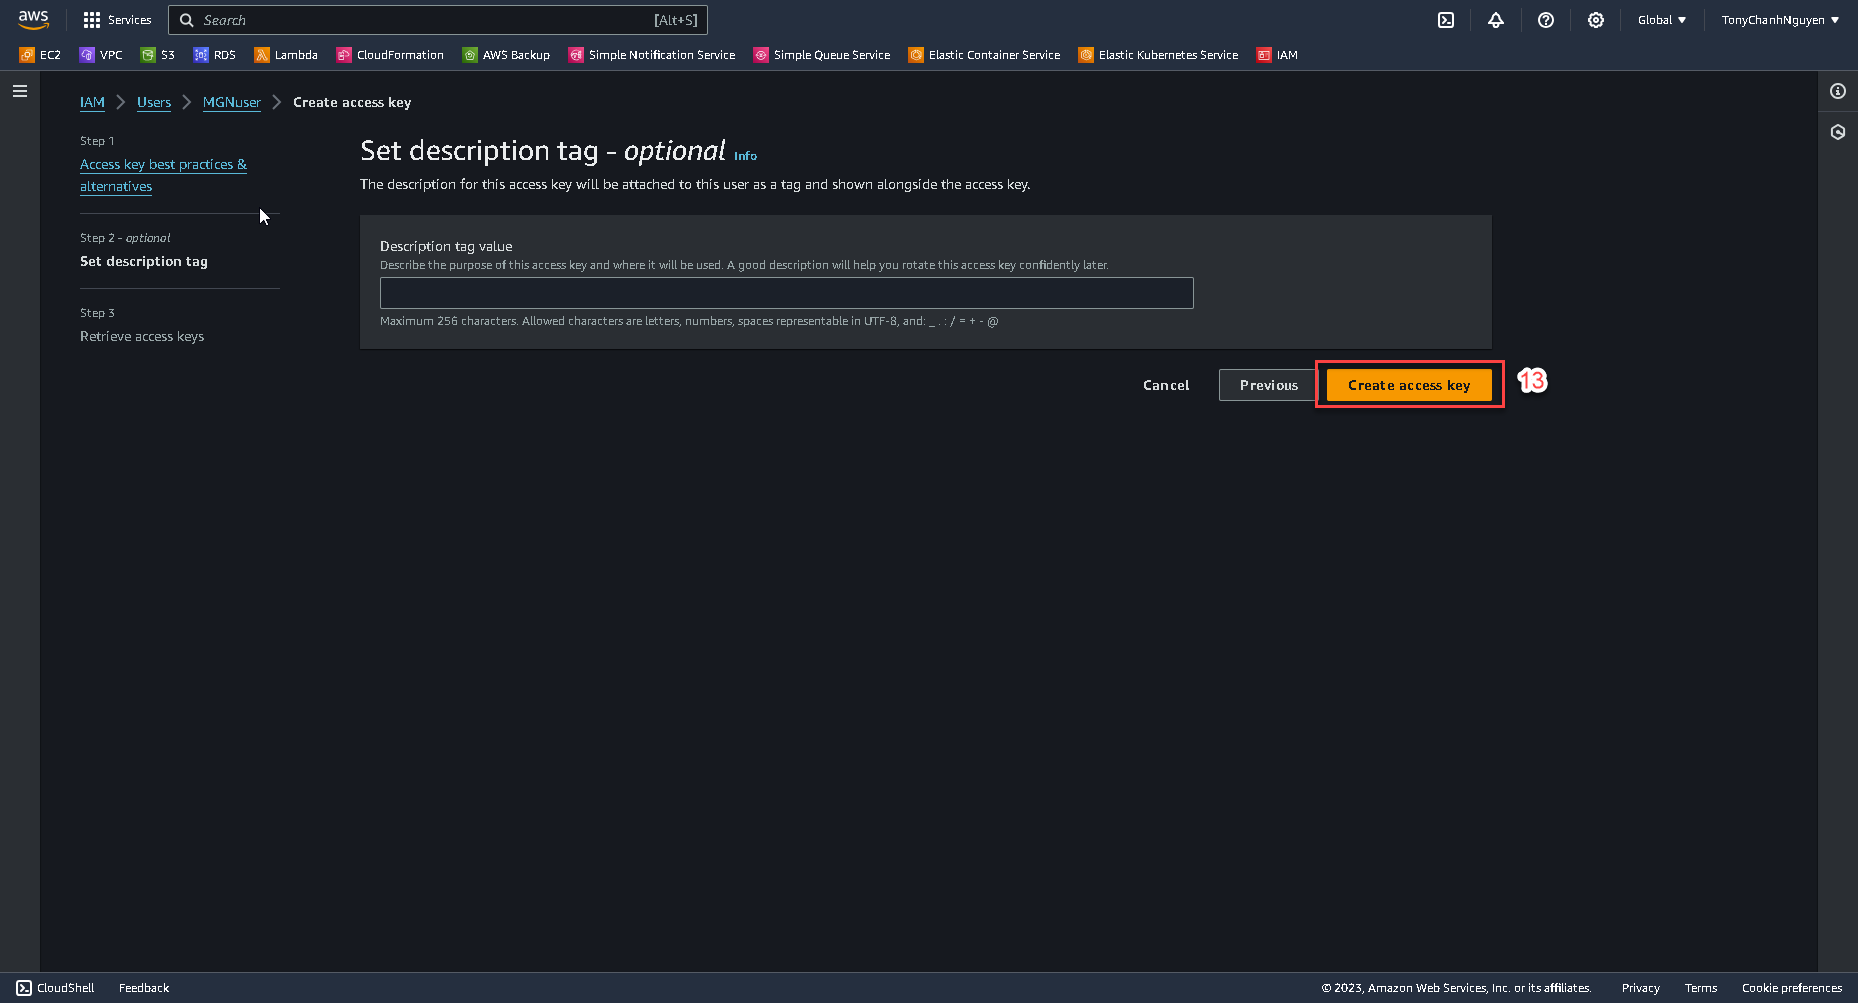 aws
Services
Search
[Alt+S]
Global
TonyChanhNguyen
EC2
VPC
S3
RDS
Lambda
CloudFormation
AWS Backup
Simple Notification Service
Simple Queue Service
Elastic Container Service
Elastic Kubernetes Service
IAM
IAM
Users
MGNuser
Create access key
Step 1
Access key best practices &
alternatives
Step 2 - optional
Set description tag
Step 3
Retrieve access keys
Set description tag - optional Info
The description for this access key will be attached to this user as a tag and shown alongside the access key.
Description tag value
Describe the purpose of this access key and where it will be used. A good description will help you rotate this access key confidently later.
Maximum 256 characters. Allowed characters are letters, numbers, spaces representable in UTF-8, and: _ . : / = + - @
Cancel
Previous
Create access key
13
CloudShell
Feedback
© 2023, Amazon Web Services, Inc. or its affiliates.
Privacy
Terms
Cookie preferences